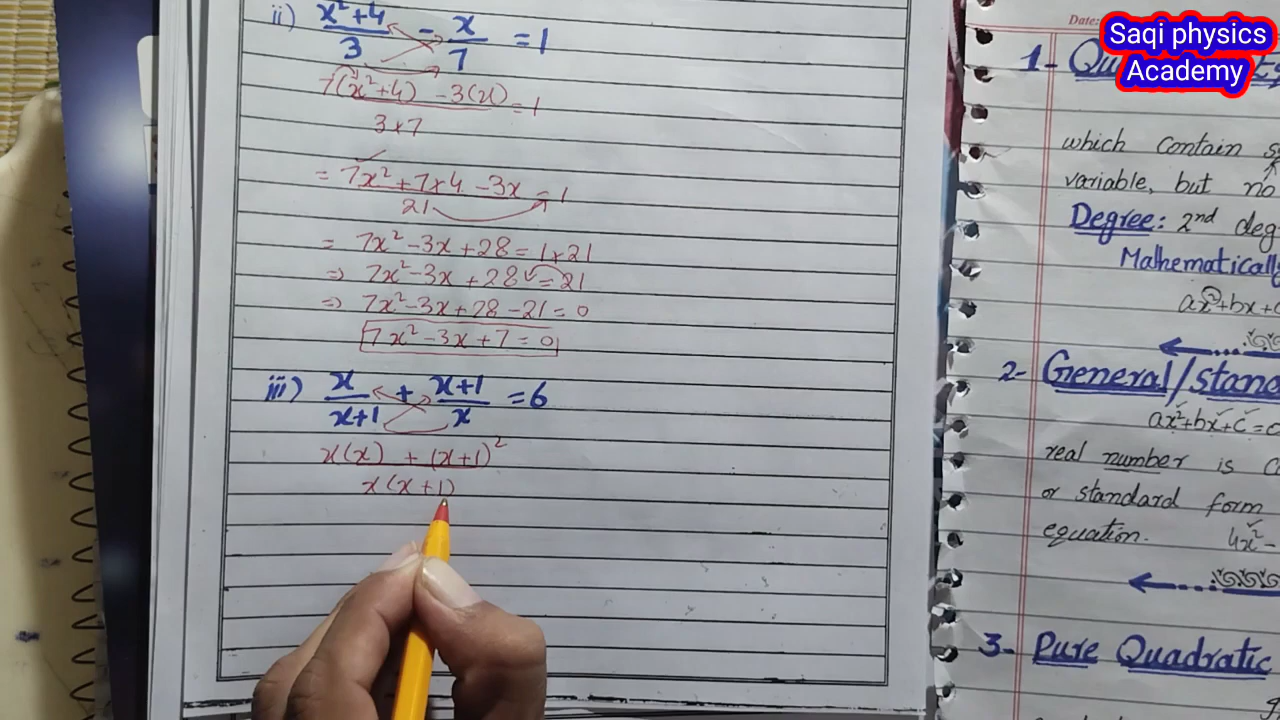 ii) x²+4/3 - x/7 = 1
7(x²+4) - 3(x) = 1
3×7
= 7x² + 7×4 - 3x = 1
21
= 7x² - 3x + 28 = 1×21
⇒ 7x² - 3x + 28 = 21
⇒ 7x² - 3x + 28 - 21 = 0
7x² - 3x + 7 = 0
iii) x/x+1 + x+1/x = 6
x(x) + (x+1)²
x(x+1)
Date:
Saqi physics
Academy
1-
which contain
variable, but no
Degree: 2nd deg
Mathematically
ax²+bx+
2- General/stand
ax²+bx+c=0
real number is
or standard form
equation. 4x²-
3- Pure Quadratic